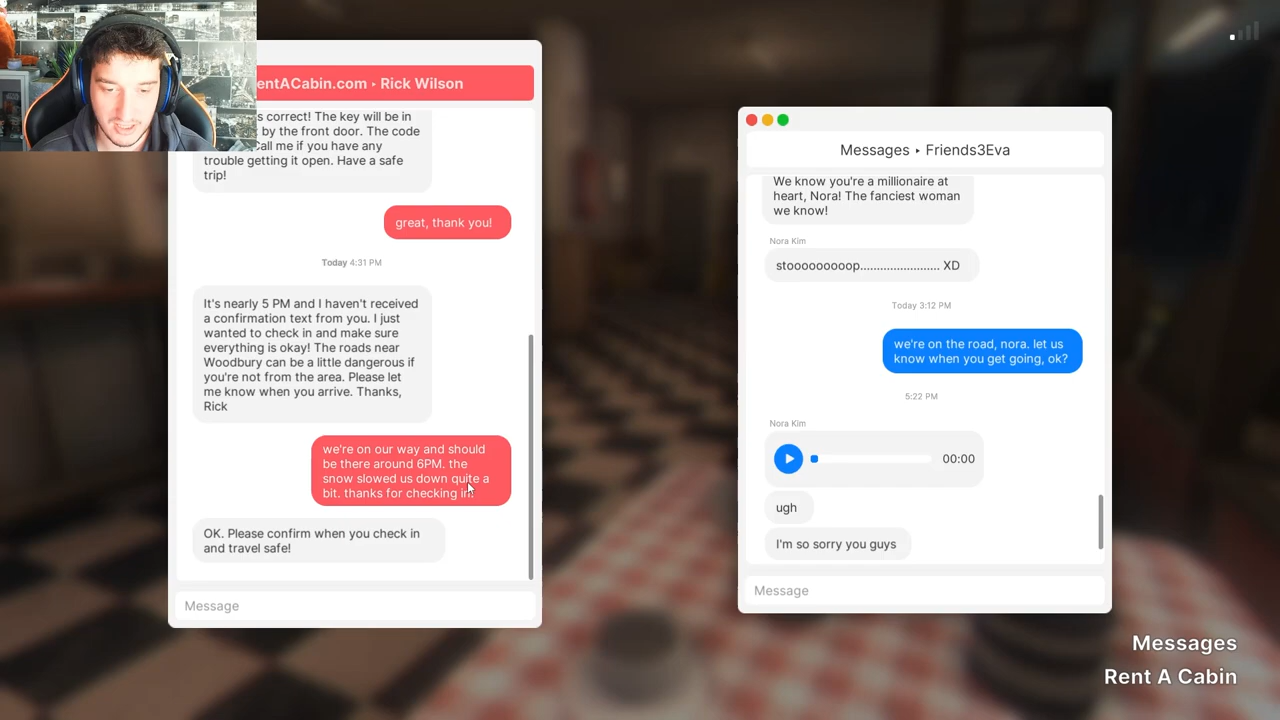 entACabin.com ▸ Rick Wilson
s correct! The key will be in
by the front door. The code
Call me if you have any
trouble getting it open. Have a safe
trip!
great, thank you!
Today 4:31 PM
It's nearly 5 PM and I haven't received
a confirmation text from you. I just
wanted to check in and make sure
everything is okay! The roads near
Woodbury can be a little dangerous if
you're not from the area. Please let
me know when you arrive. Thanks,
Rick
we're on our way and should
be there around 6PM. the
snow slowed us down quite a
bit. thanks for checking in!
OK. Please confirm when you check in
and travel safe!
Message
Messages ▸ Friends3Eva
We know you're a millionaire at
heart, Nora! The fanciest woman
we know!
Nora Kim
stooooooooop........................ XD
Today 3:12 PM
we're on the road, nora. let us
know when you get going, ok?
5:22 PM
Nora Kim
00:00
ugh
I'm so sorry you guys
Message
Messages
Rent A Cabin